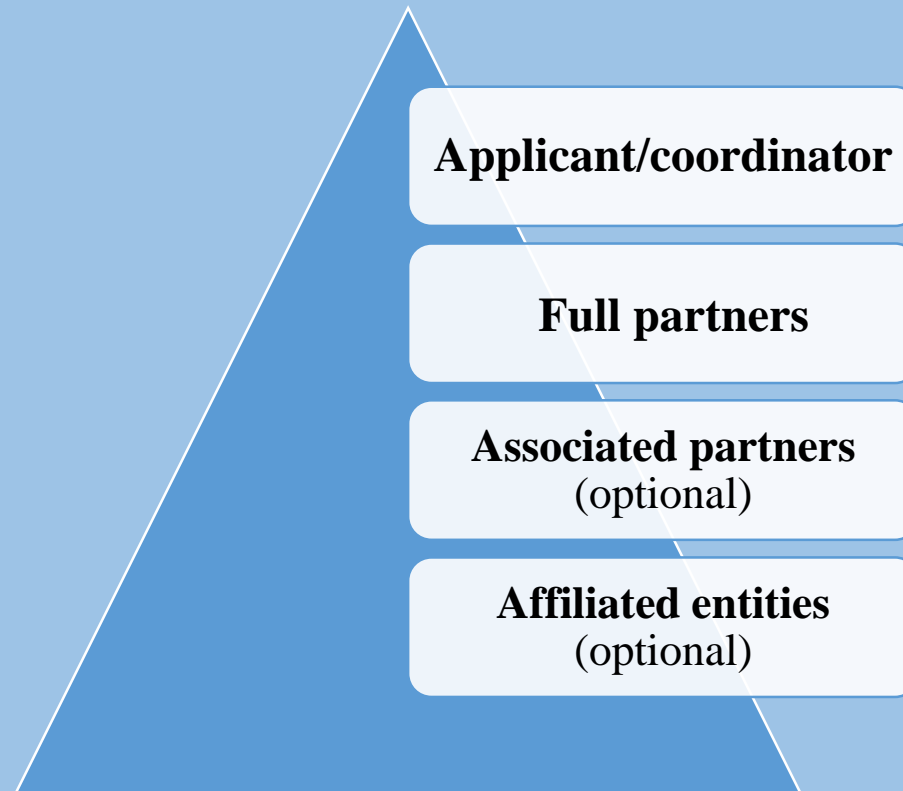 Applicant/coordinator
Full partners
Associated partners
(optional)
Affiliated entities
(optional)